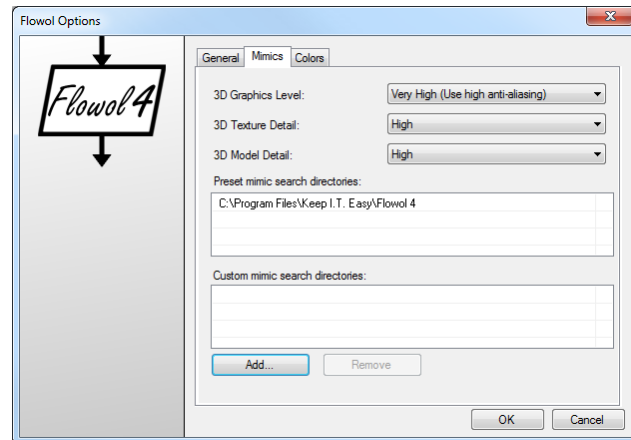 Flowol Options
Flowol 4
General Mimics Colors
3D Graphics Level: Very High (Use high anti-aliasing)
3D Texture Detail: High
3D Model Detail: High
Preset mimic search directories:
C:\Program Files\Keep I.T. Easy\Flowol 4
Custom mimic search directories:
Add... Remove
OK Cancel